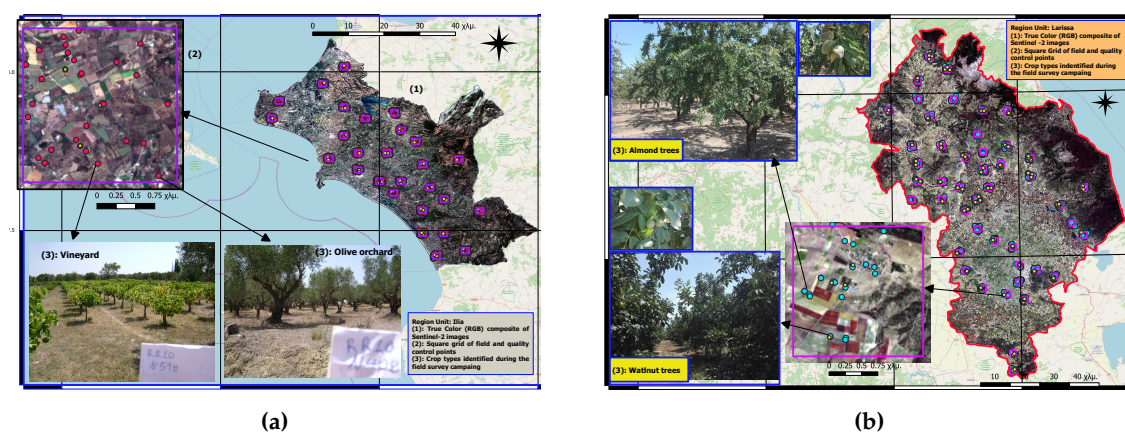 0 10 20 30 40 χλμ.
(2)
(1)
0 0.25 0.5 0.75 χλμ.
(3): Vineyard
(3): Olive orchard
RR20
N598
RR20
Region Unit: Ilia
(1): True Color (RGB) composite of
Sentinel-2 images
(2): Square grid of field and quality
control points
(3): Crop types identified during the
field survey campaing
(a)
Region Unit: Larissa
(1): True Color (RGB) composite of
Sentinel -2 images
(2): Square Grid of field and quality
control points
(3): Crop types indentified during
the field survey campaing
(3): Almond trees
(3): Watlnut trees
0 0.25 0.5 0.75 χλμ.
10 20 30 40 χλμ.
(b)